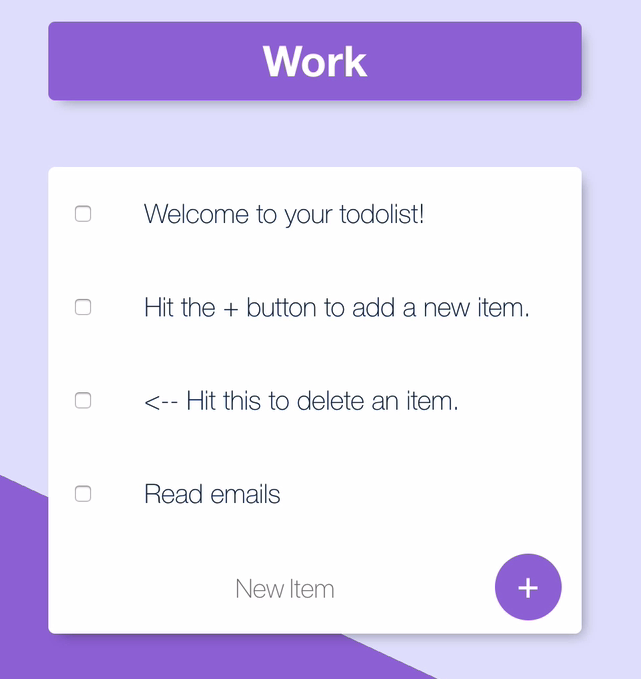 Work
Welcome to your todolist!
Hit the + button to add a new item.
<-- Hit this to delete an item.
Read emails
New Item
+